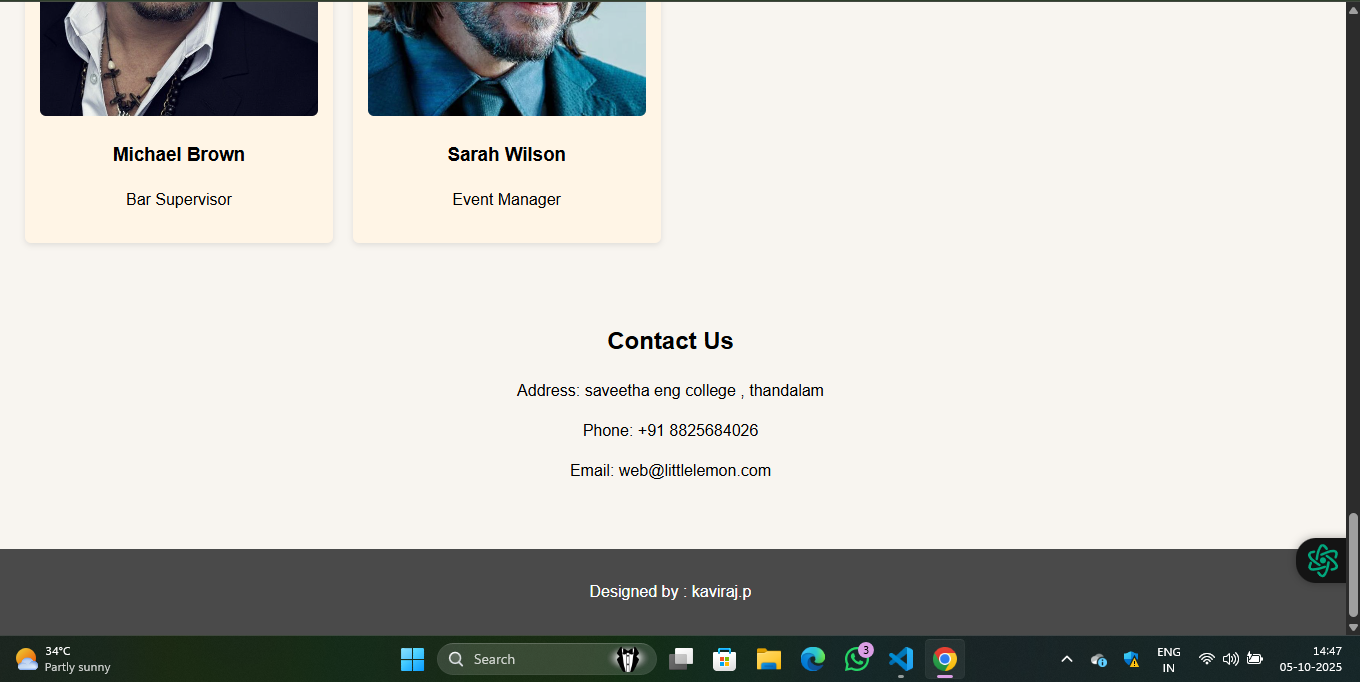 Michael Brown
Sarah Wilson
Bar Supervisor
Event Manager
Contact Us
Address: saveetha eng college , thandalam
Phone: +91 8825684026
Email: web@littlelemon.com
Designed by : kaviraj.p
34°C
Partly sunny
Search
3
ENG
IN
14:47
05-10-2025